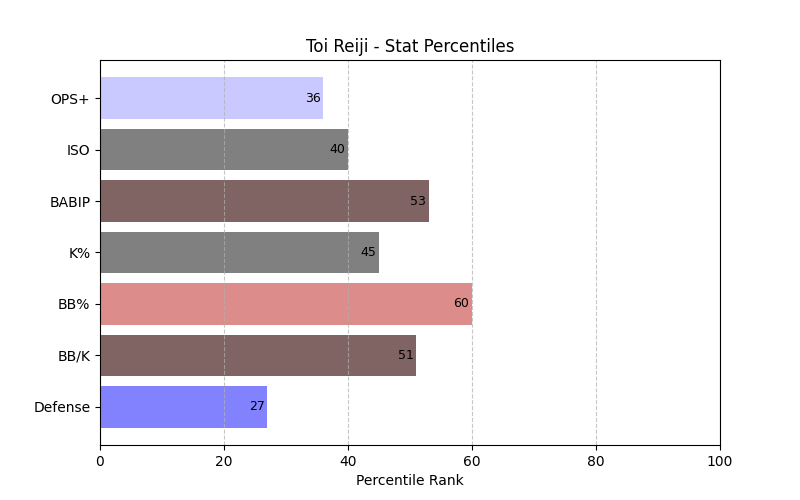 Toi Reiji - Stat Percentiles
OPS+ 36
ISO 40
BABIP 53
K% 45
BB% 60
BB/K 51
Defense 27
0 20 40 60 80 100
Percentile Rank